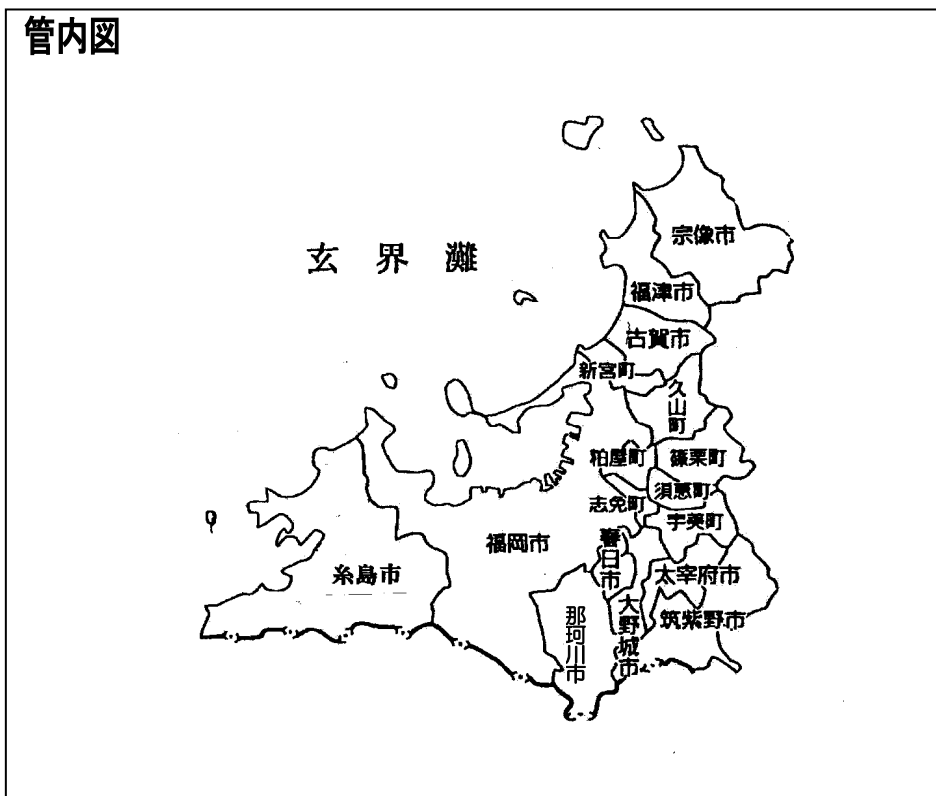 管内図
玄界灘
宗像市
福津市
古賀市
新宮町
久山町
粕屋町
篠栗町
須恵町
志免町
宇美町
福岡市
春日市
糸島市
太宰府市
大野城市
筑紫野市
那珂川市